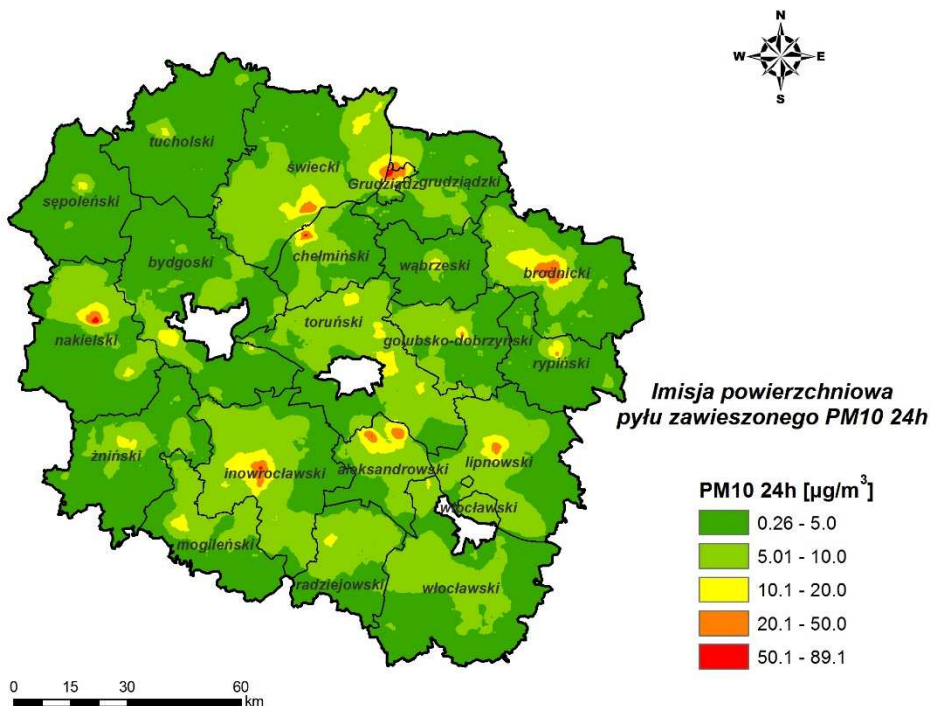 N
W E
S
tucholski
świecki
Grudziądz
grudziądzki
sępoleński
bydgoski
chełmiński
wąbrzeski
brodnicki
toruński
nakielski
golubsko-dobrzyński
rypiński
Imisja powierzchniowa
pyłu zawieszonego PM10 24h
żniński
inowrocławski
aleksandrowski
lipnowski
włocławski
mogileński
radziejowski
włocławski
PM10 24h [µg/m³]
0.26 - 5.0
5.01 - 10.0
10.1 - 20.0
20.1 - 50.0
50.1 - 89.1
0 15 30 60
km